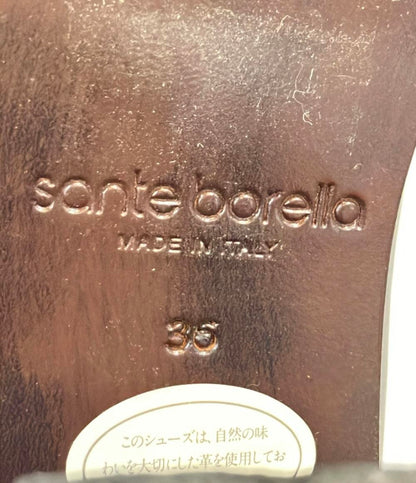 sante borella
MADE IN ITALY
36
このシューズは、自然の味
わいを大切にした革を使用してお